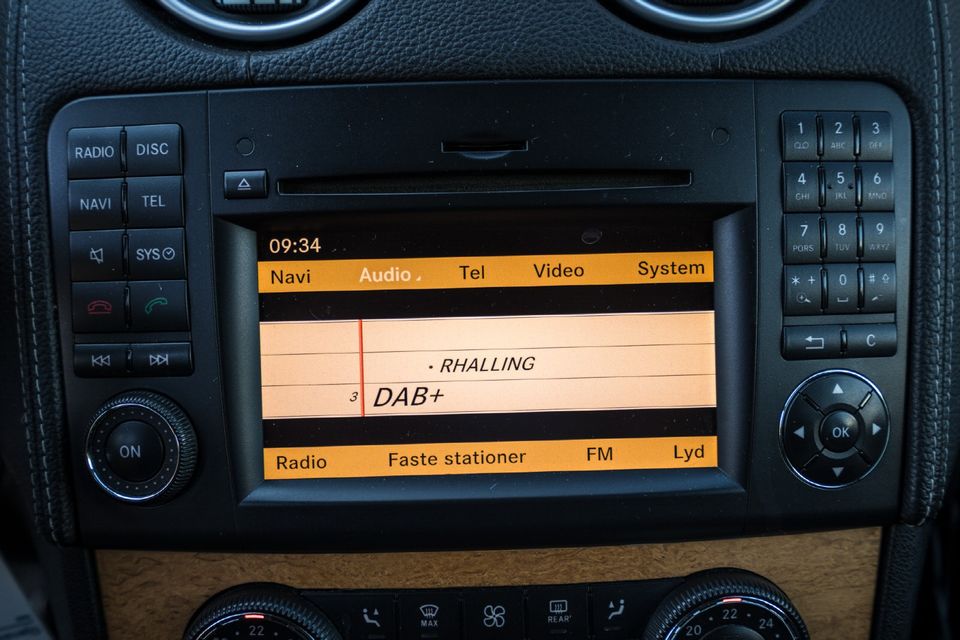 RADIO DISC
NAVI TEL
SYS
ON
09:34
Navi Audio Tel Video System
• RHALLING
3 DAB+
Radio Faste stationer FM Lyd
1 2 ABC 3 DEF
4 GHI 5 JKL 6 MNO
7 PQRS 8 TUV 9 WXYZ
* + 0 #
C
OK
22 MAX REAR 20 22 24